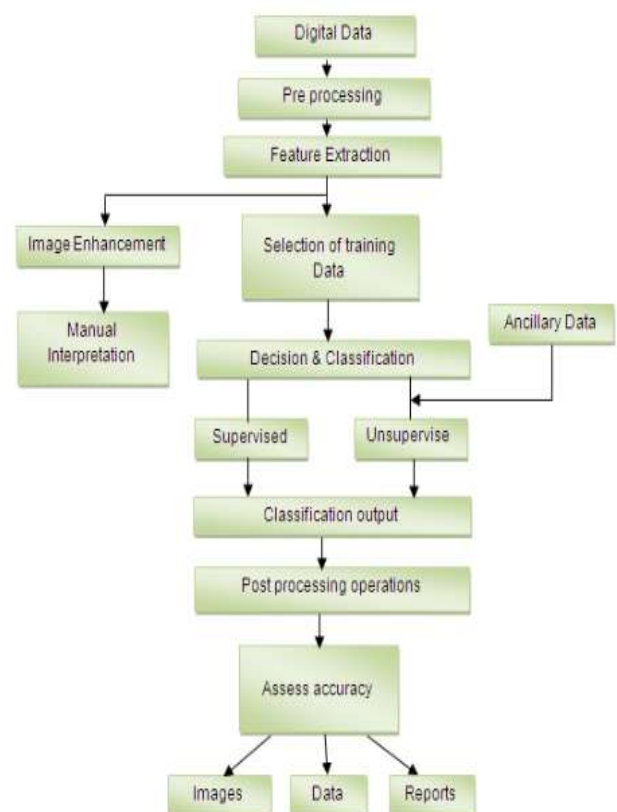 Digital Data
Pre processing
Feature Extraction
Image Enhancement
Selection of training
Data
Manual
Interpretation
Ancillary Data
Decision & Classification
Supervised
Unsupervise
Classification output
Post processing operations
Assess accuracy
Images
Data
Reports